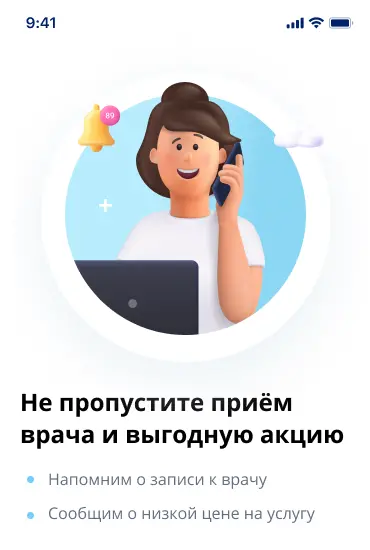 9:41
89
Не пропустите приём
врача и выгодную акцию
Напомним о записи к врачу
Сообщим о низкой цене на услугу